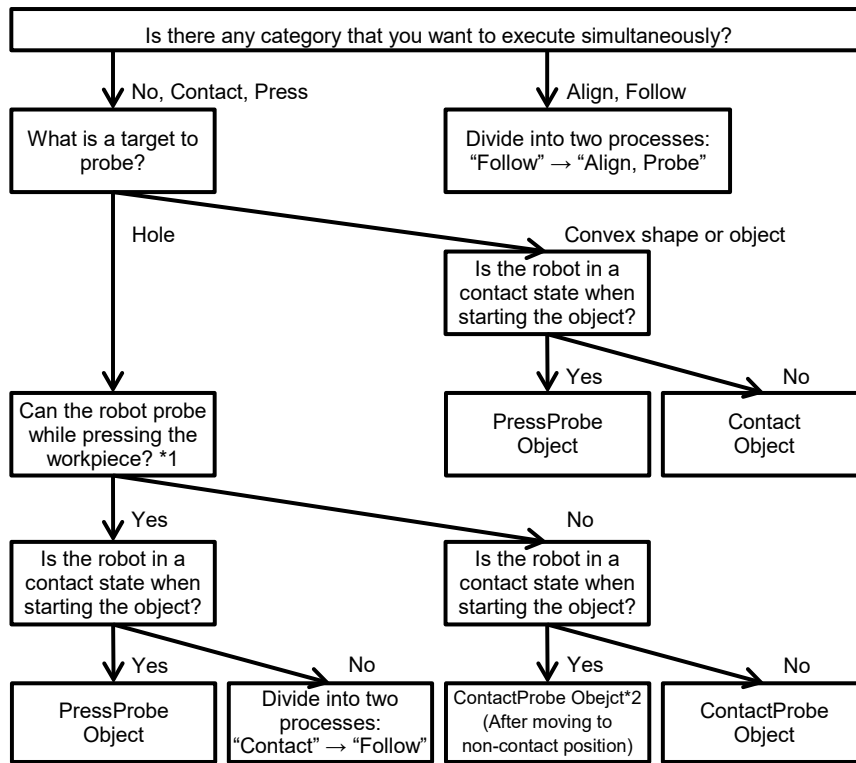 Is there any category that you want to execute simultaneously?
No, Contact, Press
Align, Follow
What is a target to
probe?
Divide into two processes:
“Follow” → “Align, Probe”
Hole
Convex shape or object
Is the robot in a
contact state when
starting the object?
Yes
No
Can the robot probe
while pressing the
workpiece? *1
PressProbe
Object
Contact
Object
Yes
No
Is the robot in a
contact state when
starting the object?
Is the robot in a
contact state when
starting the object?
Yes
No
Yes
No
PressProbe
Object
Divide into two
processes:
“Contact” → “Follow”
ContactProbe Obejct*2
(After moving to
non-contact position)
ContactProbe
Object